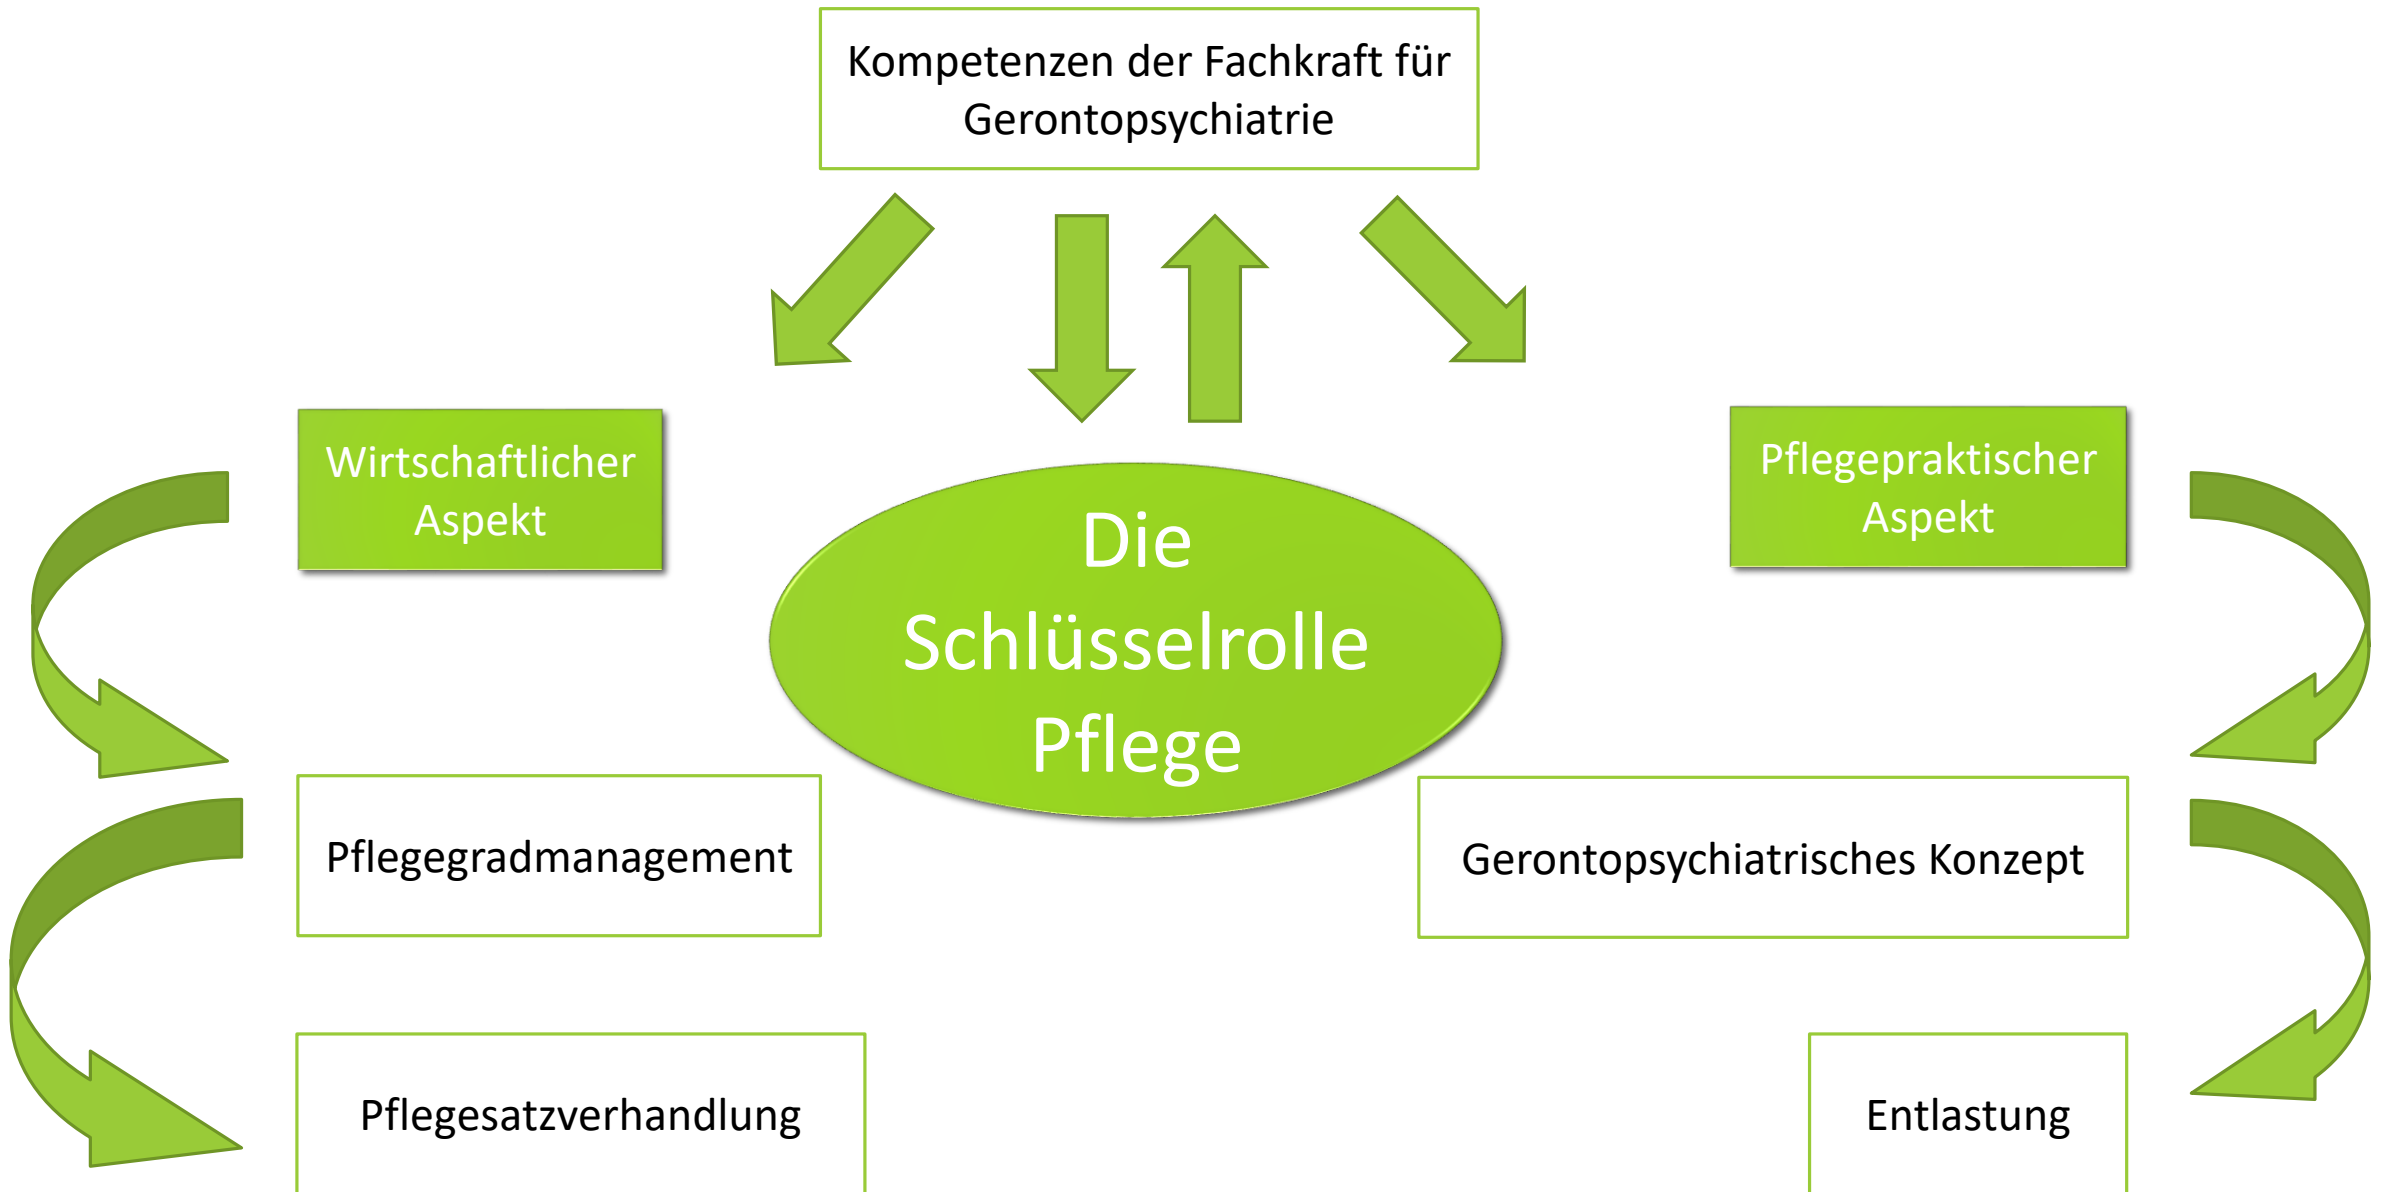 Kompetenzen der Fachkraft für
Gerontopsychiatrie
Wirtschaftlicher
Aspekt
Die
Schlüsselrolle
Pflege
Pflegepraktischer
Aspekt
Pflegegradmanagement
Gerontopsychiatrisches Konzept
Pflegesatzverhandlung
Entlastung